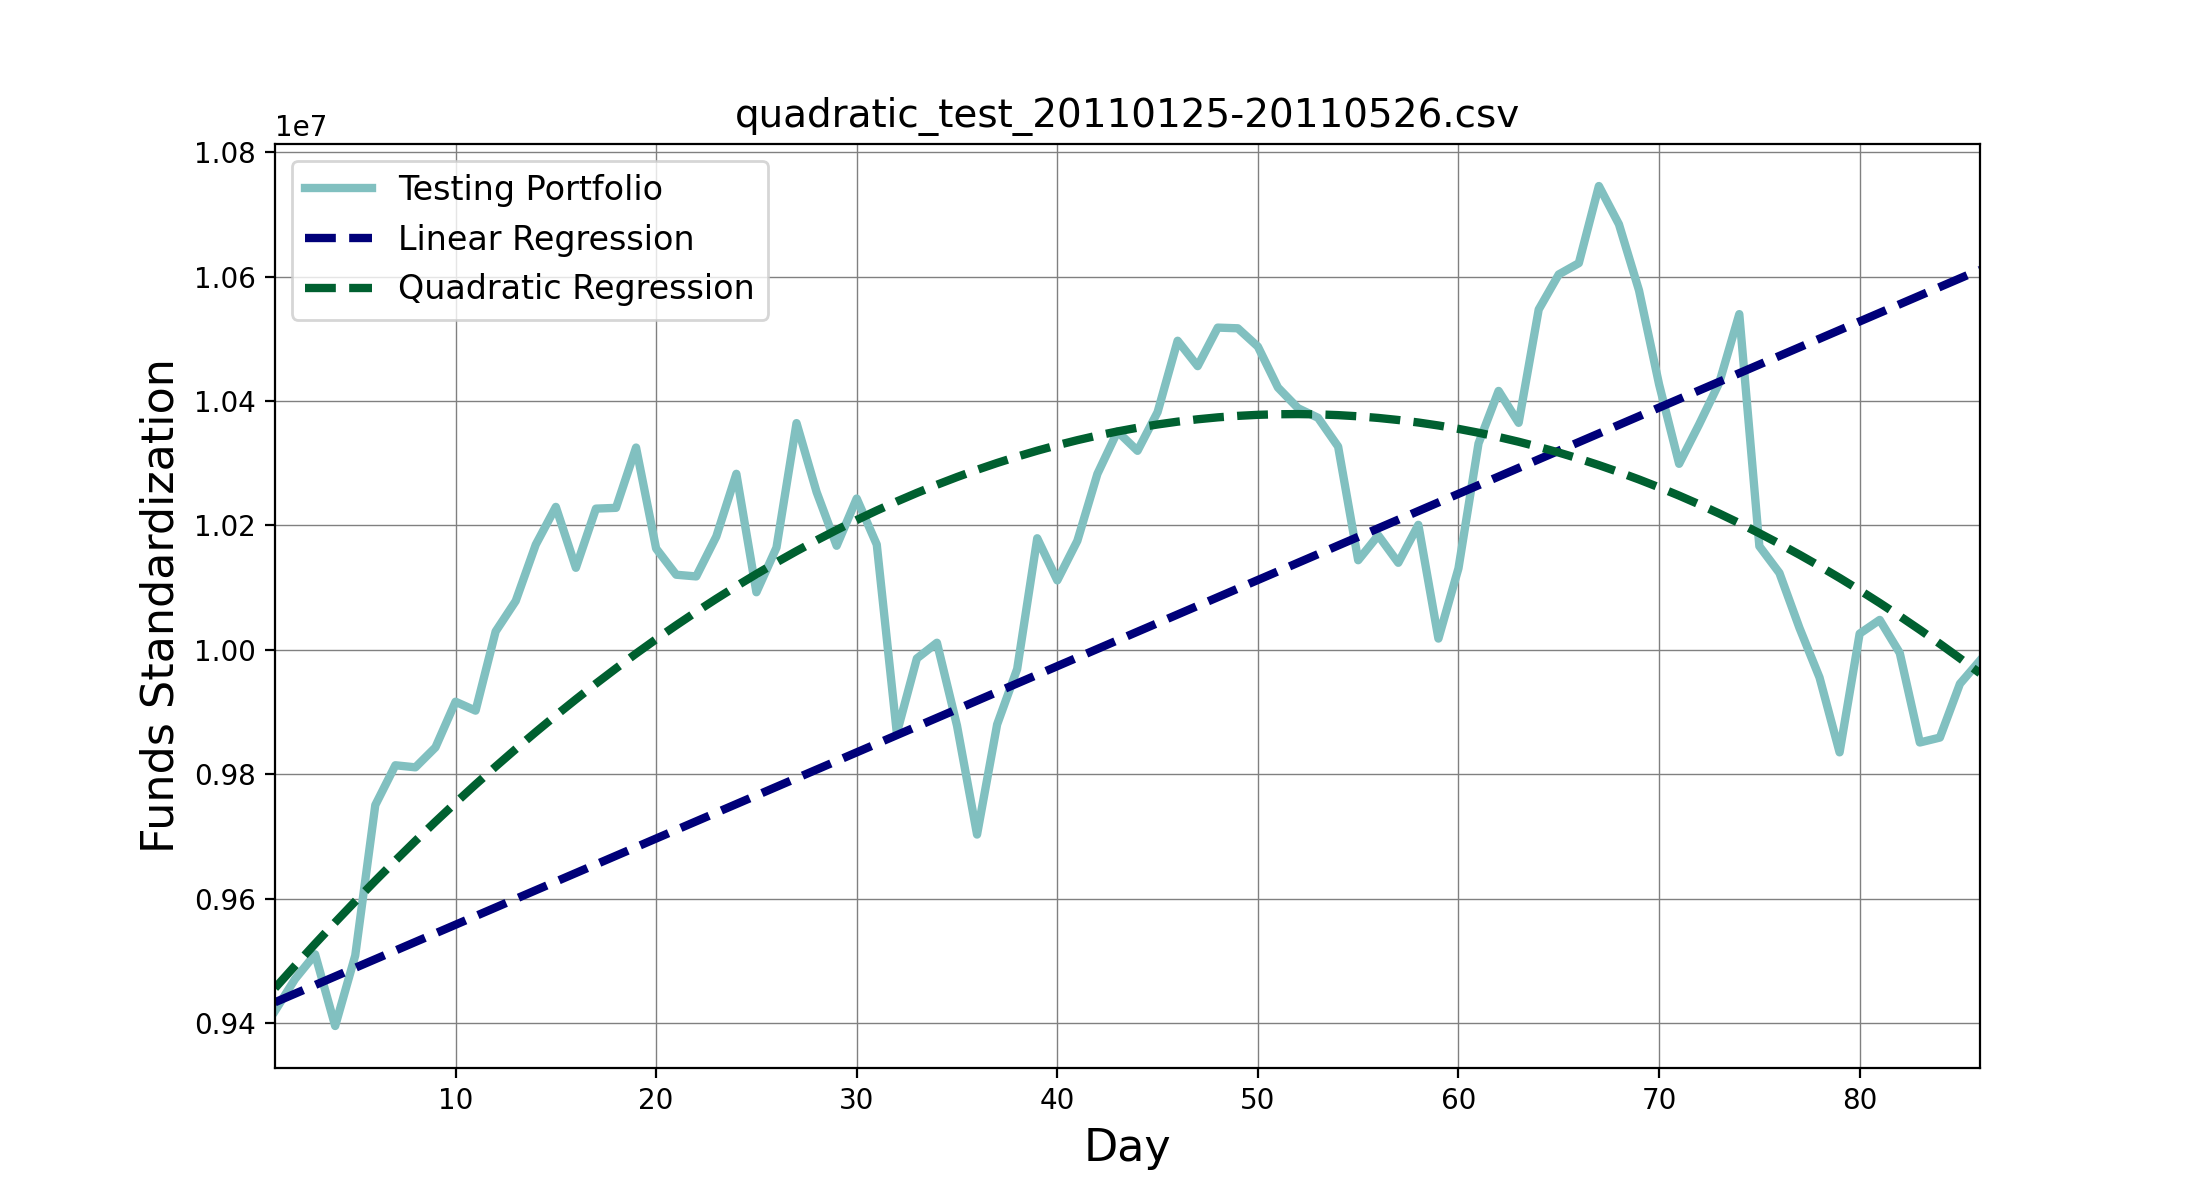 quadratic_test_20110125-20110526.csv
1e7
Testing Portfolio
Linear Regression
Quadratic Regression
1.08
1.06
1.04
1.02
1.00
0.98
0.96
0.94
Funds Standardization
10 20 30 40 50 60 70 80
Day